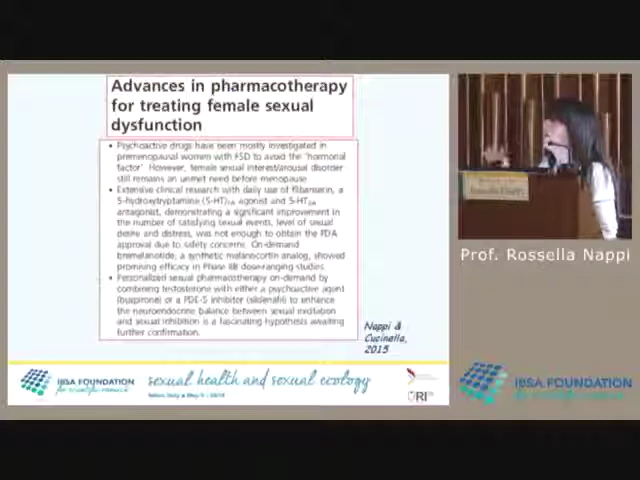 Advances in pharmacotherapy
for treating female sexual
dysfunction
• Psychoactive drugs have been mostly investigated in
premenopausal women with FSD to avoid the "hormonal
factor". However, female sexual interest/arousal disorder
still remains an unmet need before menopause
• Extensive clinical research with daily use of flibanserin, a
5-hydroxytryptamine (5-HT)1A agonist and 5-HT2A
antagonist, demonstrating a significant improvement in
the number of satisfying sexual events, level of sexual
desire and distress, was not enough to obtain the FDA
approval due to safety concerns. On-demand
bremelanotide, a synthetic melanocortin analog, showed
promising efficacy in Phase IIB dose-ranging studies.
• Personalized sexual pharmacotherapy on-demand by
combining testosterone with either a psychoactive agent
(buspirone) or a PDE-5 inhibitor (sildenafil) to enhance
the neuroendocrine balance between sexual excitation
and sexual inhibition is a fascinating hypothesis awaiting
further confirmation.
Nappi &
Cucinella,
2015
IBSA FOUNDATION
for scientific research
sexual health and sexual ecology
RI
Prof. Rossella Nappi
IBSA FOUNDATION
for scientific research